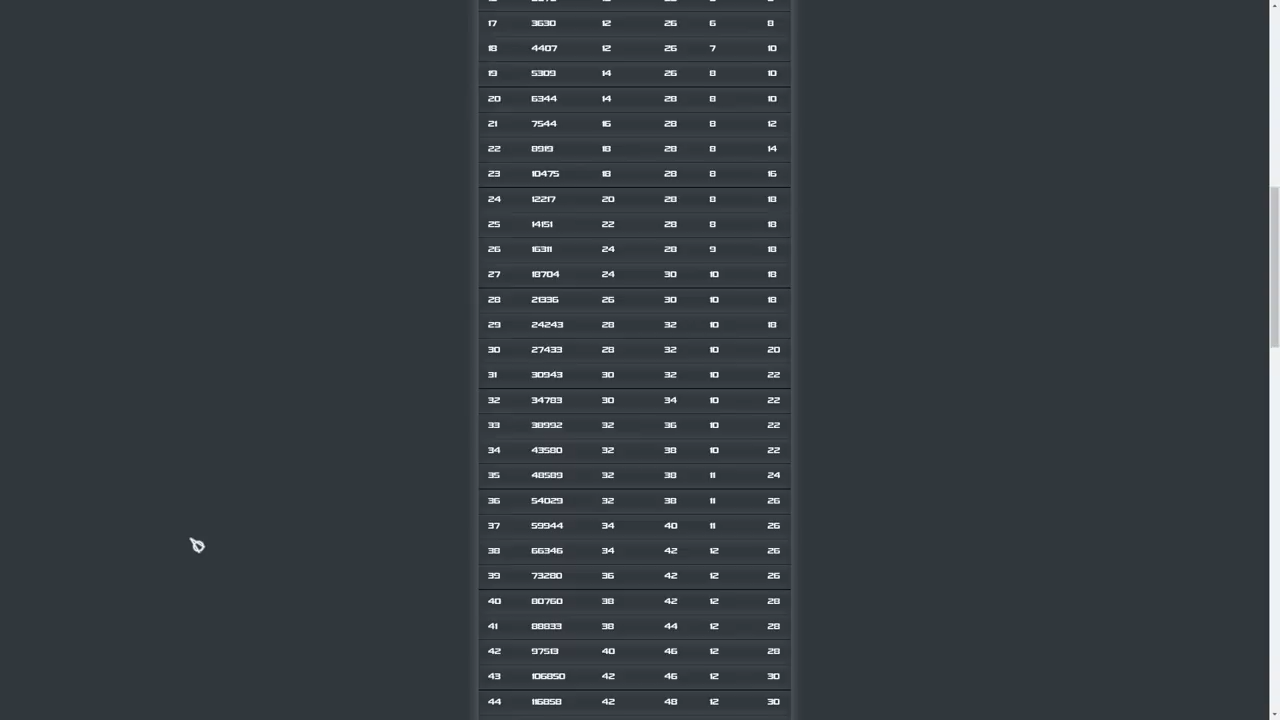 17 3630 12 26 6 8
18 4407 12 26 7 10
19 5309 14 26 8 10
20 6344 14 28 8 10
21 7544 16 28 8 12
22 8919 18 28 8 14
23 10475 18 28 8 16
24 12217 20 28 8 18
25 14151 22 28 8 18
26 16311 24 28 9 18
27 18704 24 30 10 18
28 21336 26 30 10 18
29 24243 28 32 10 18
30 27433 28 32 10 20
31 30943 30 32 10 22
32 34783 30 34 10 22
33 38992 32 36 10 22
34 43580 32 38 10 22
35 48589 32 38 11 24
36 54029 32 38 11 26
37 59944 34 40 11 26
38 66346 34 42 12 26
39 73280 36 42 12 26
40 80760 38 42 12 28
41 88833 38 44 12 28
42 97513 40 46 12 28
43 106850 42 46 12 30
44 116858 42 48 12 30